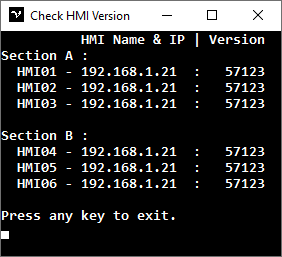 Check HMI Version
HMI Name & IP | Version
Section A :
HMI01 - 192.168.1.21 : 57123
HMI02 - 192.168.1.21 : 57123
HMI03 - 192.168.1.21 : 57123
Section B :
HMI04 - 192.168.1.21 : 57123
HMI05 - 192.168.1.21 : 57123
HMI06 - 192.168.1.21 : 57123
Press any key to exit.